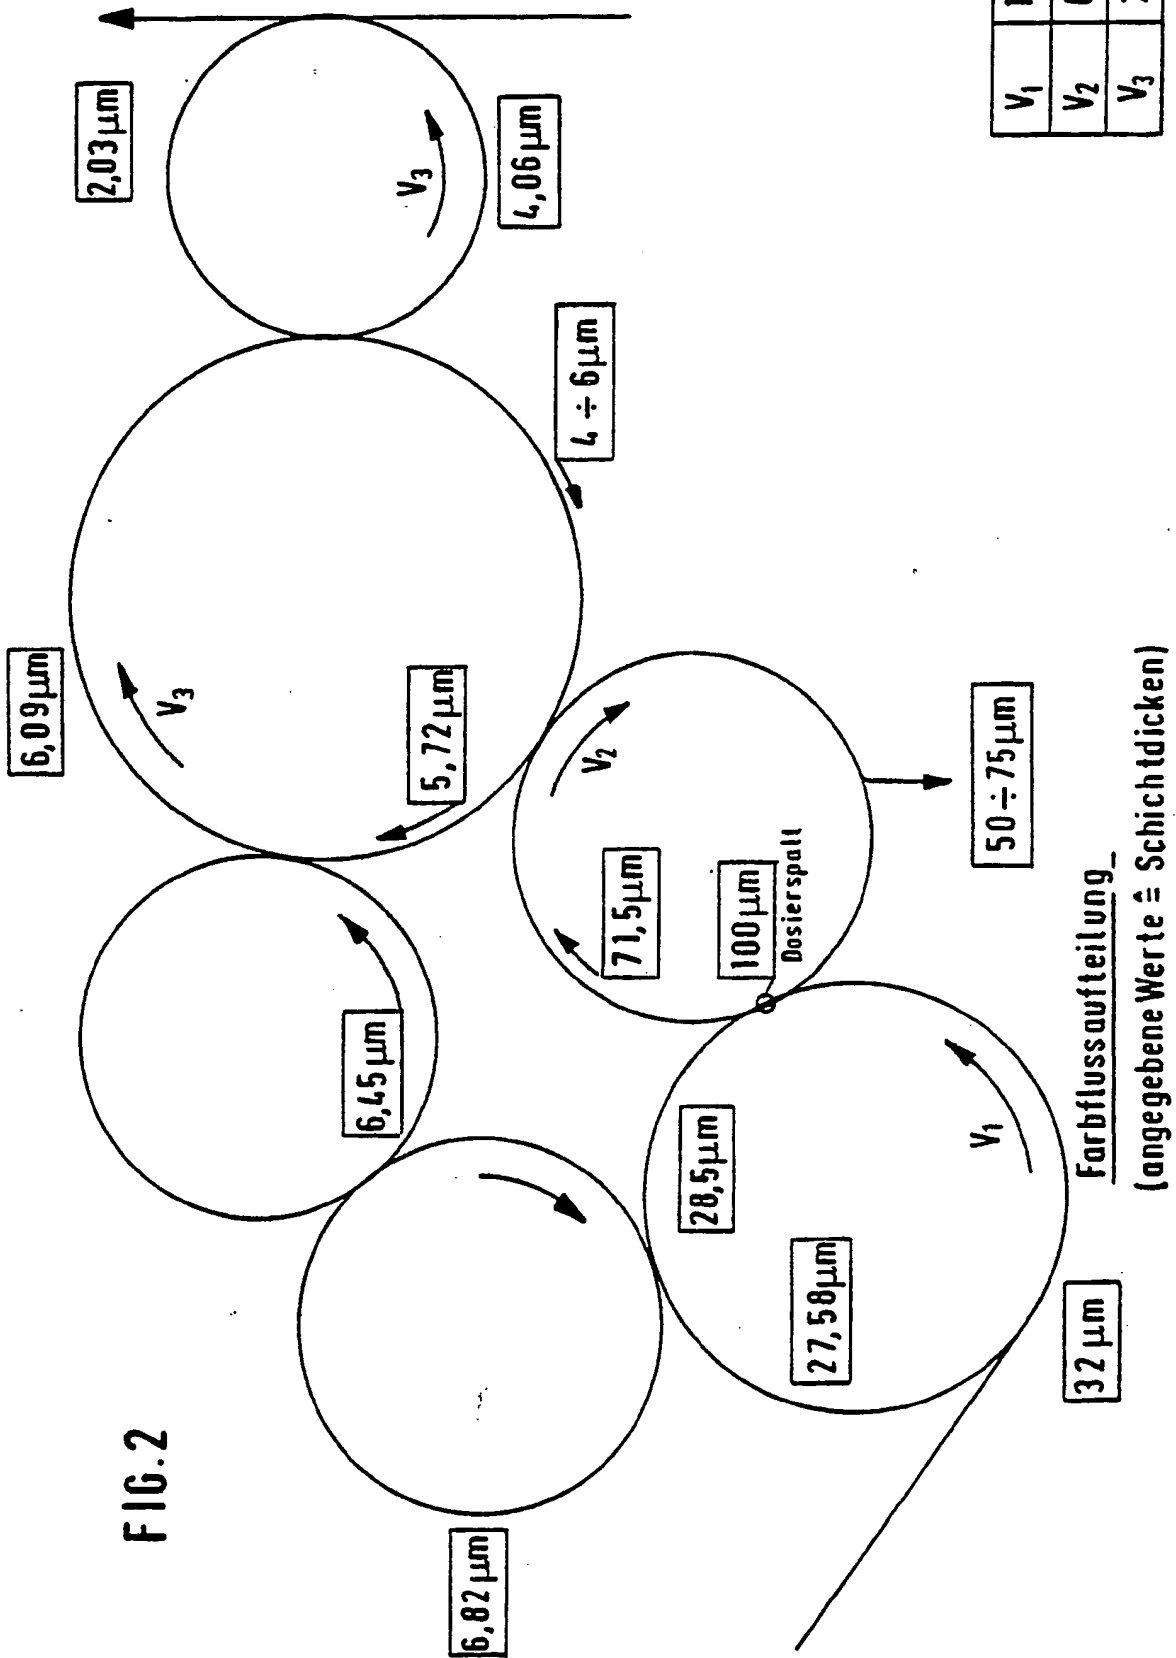 FIG.2
6,82µm
6,45µm
6,09µm
V3
2,03µm
V3
4,06µm
5,72µm
4 ÷ 6µm
71,5µm
V2
100µm
Dosierspalt
28,5µm
27,58µm
V1
50÷75µm
32 µm
Farbflussaufteilung
(angegebene Werte ≙ Schichtdicken)
V1
V2
V3